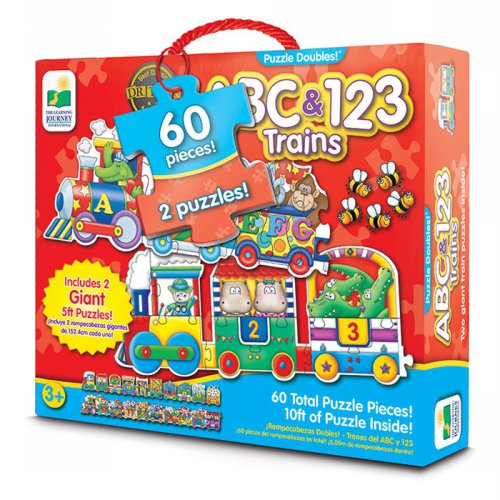 Puzzle Doubles!®
ABC&123
Trains
THE LEARNING
JOURNEY
INTERNATIONAL
60
pieces!
2 puzzles!
A
E F G
Includes 2
Giant
5ft Puzzles!
¡Incluye 2 rompecabezas gigantes
de 152.4cm cada uno!
2
3
3+
60 Total Puzzle Pieces!
10ft of Puzzle Inside!
¡Rompecabezas Dobles! - Trenes del ABC y 123
¡60 piezas del rompecabezas en total! ¡3,05m de rompecabezas dentro!
Puzzle Doubles!®
ABC&123
Trains
Two giant train puzzles inside!